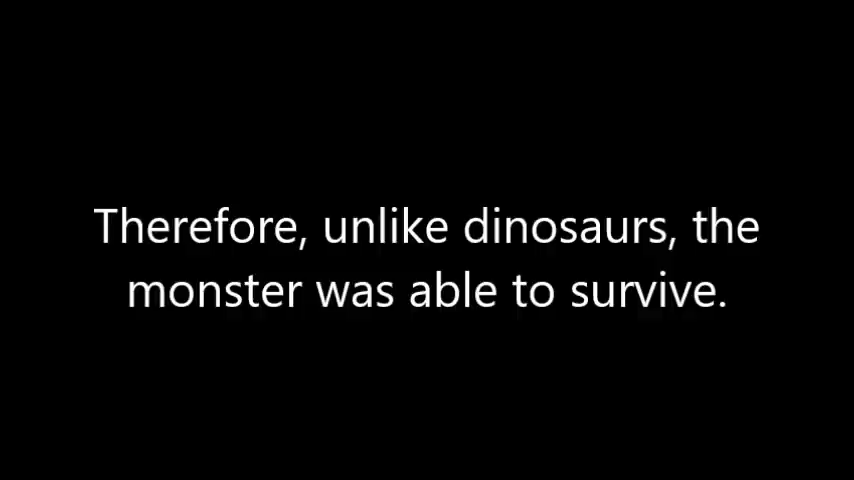 Therefore, unlike dinosaurs, the
monster was able to survive.